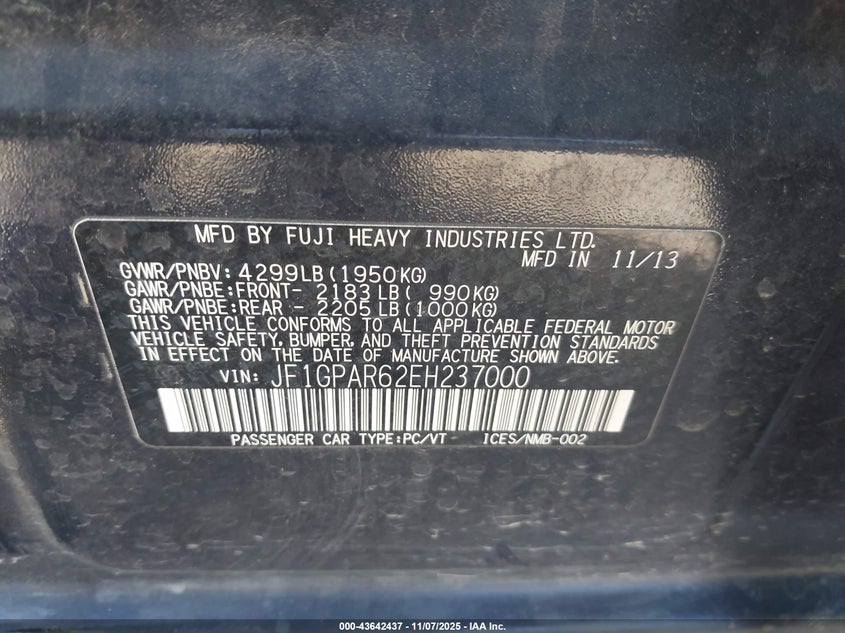 MFD BY FUJI HEAVY INDUSTRIES LTD.
MFD IN 11/13
GVWR/PNBV: 4299LB(1950KG)
GAWR/PNBE:FRONT- 2183LB( 990KG)
GAWR/PNBE:REAR - 2205LB(1000KG)
THIS VEHICLE CONFORMS TO ALL APPLICABLE FEDERAL MOTOR
VEHICLE SAFETY, BUMPER, AND THEFT PREVENTION STANDARDS
IN EFFECT ON THE DATE OF MANUFACTURE SHOWN ABOVE.
VIN: JF1GPAR62EH237000
PASSENGER CAR TYPE:PC/VT ICES/NMB-002
000-43642437 - 11/07/2025 - IAA Inc.